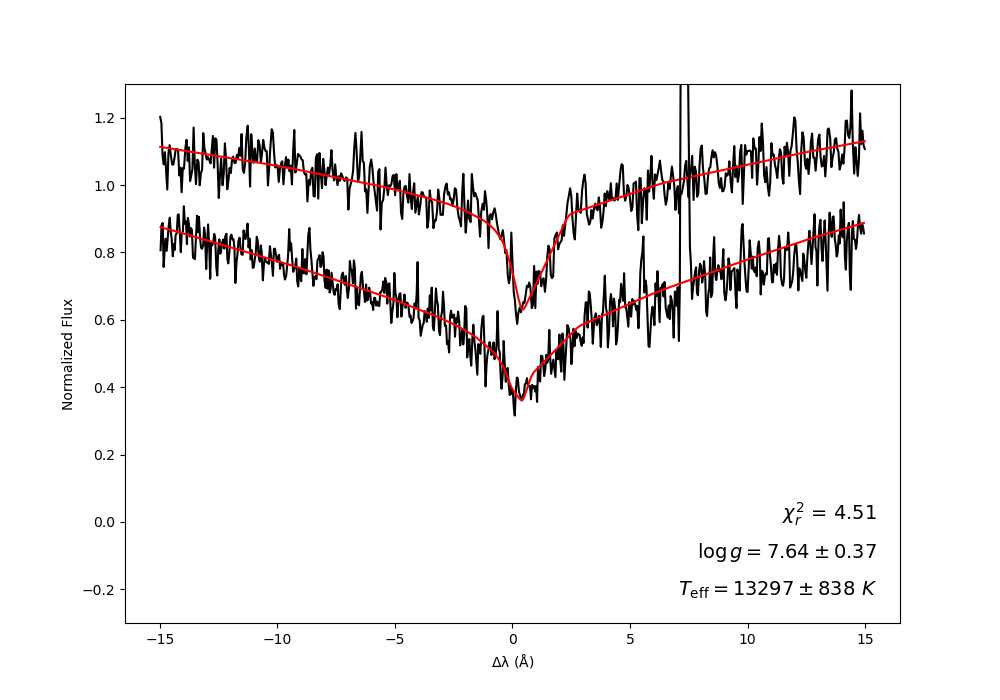 1.2
1.0
0.8
0.6
0.4
0.2
0.0
−0.2
Normalized Flux
χ²ᵣ = 4.51
log g = 7.64 ± 0.37
T_eff = 13297 ± 838 K
−15 −10 −5 0 5 10 15
Δλ (Å)